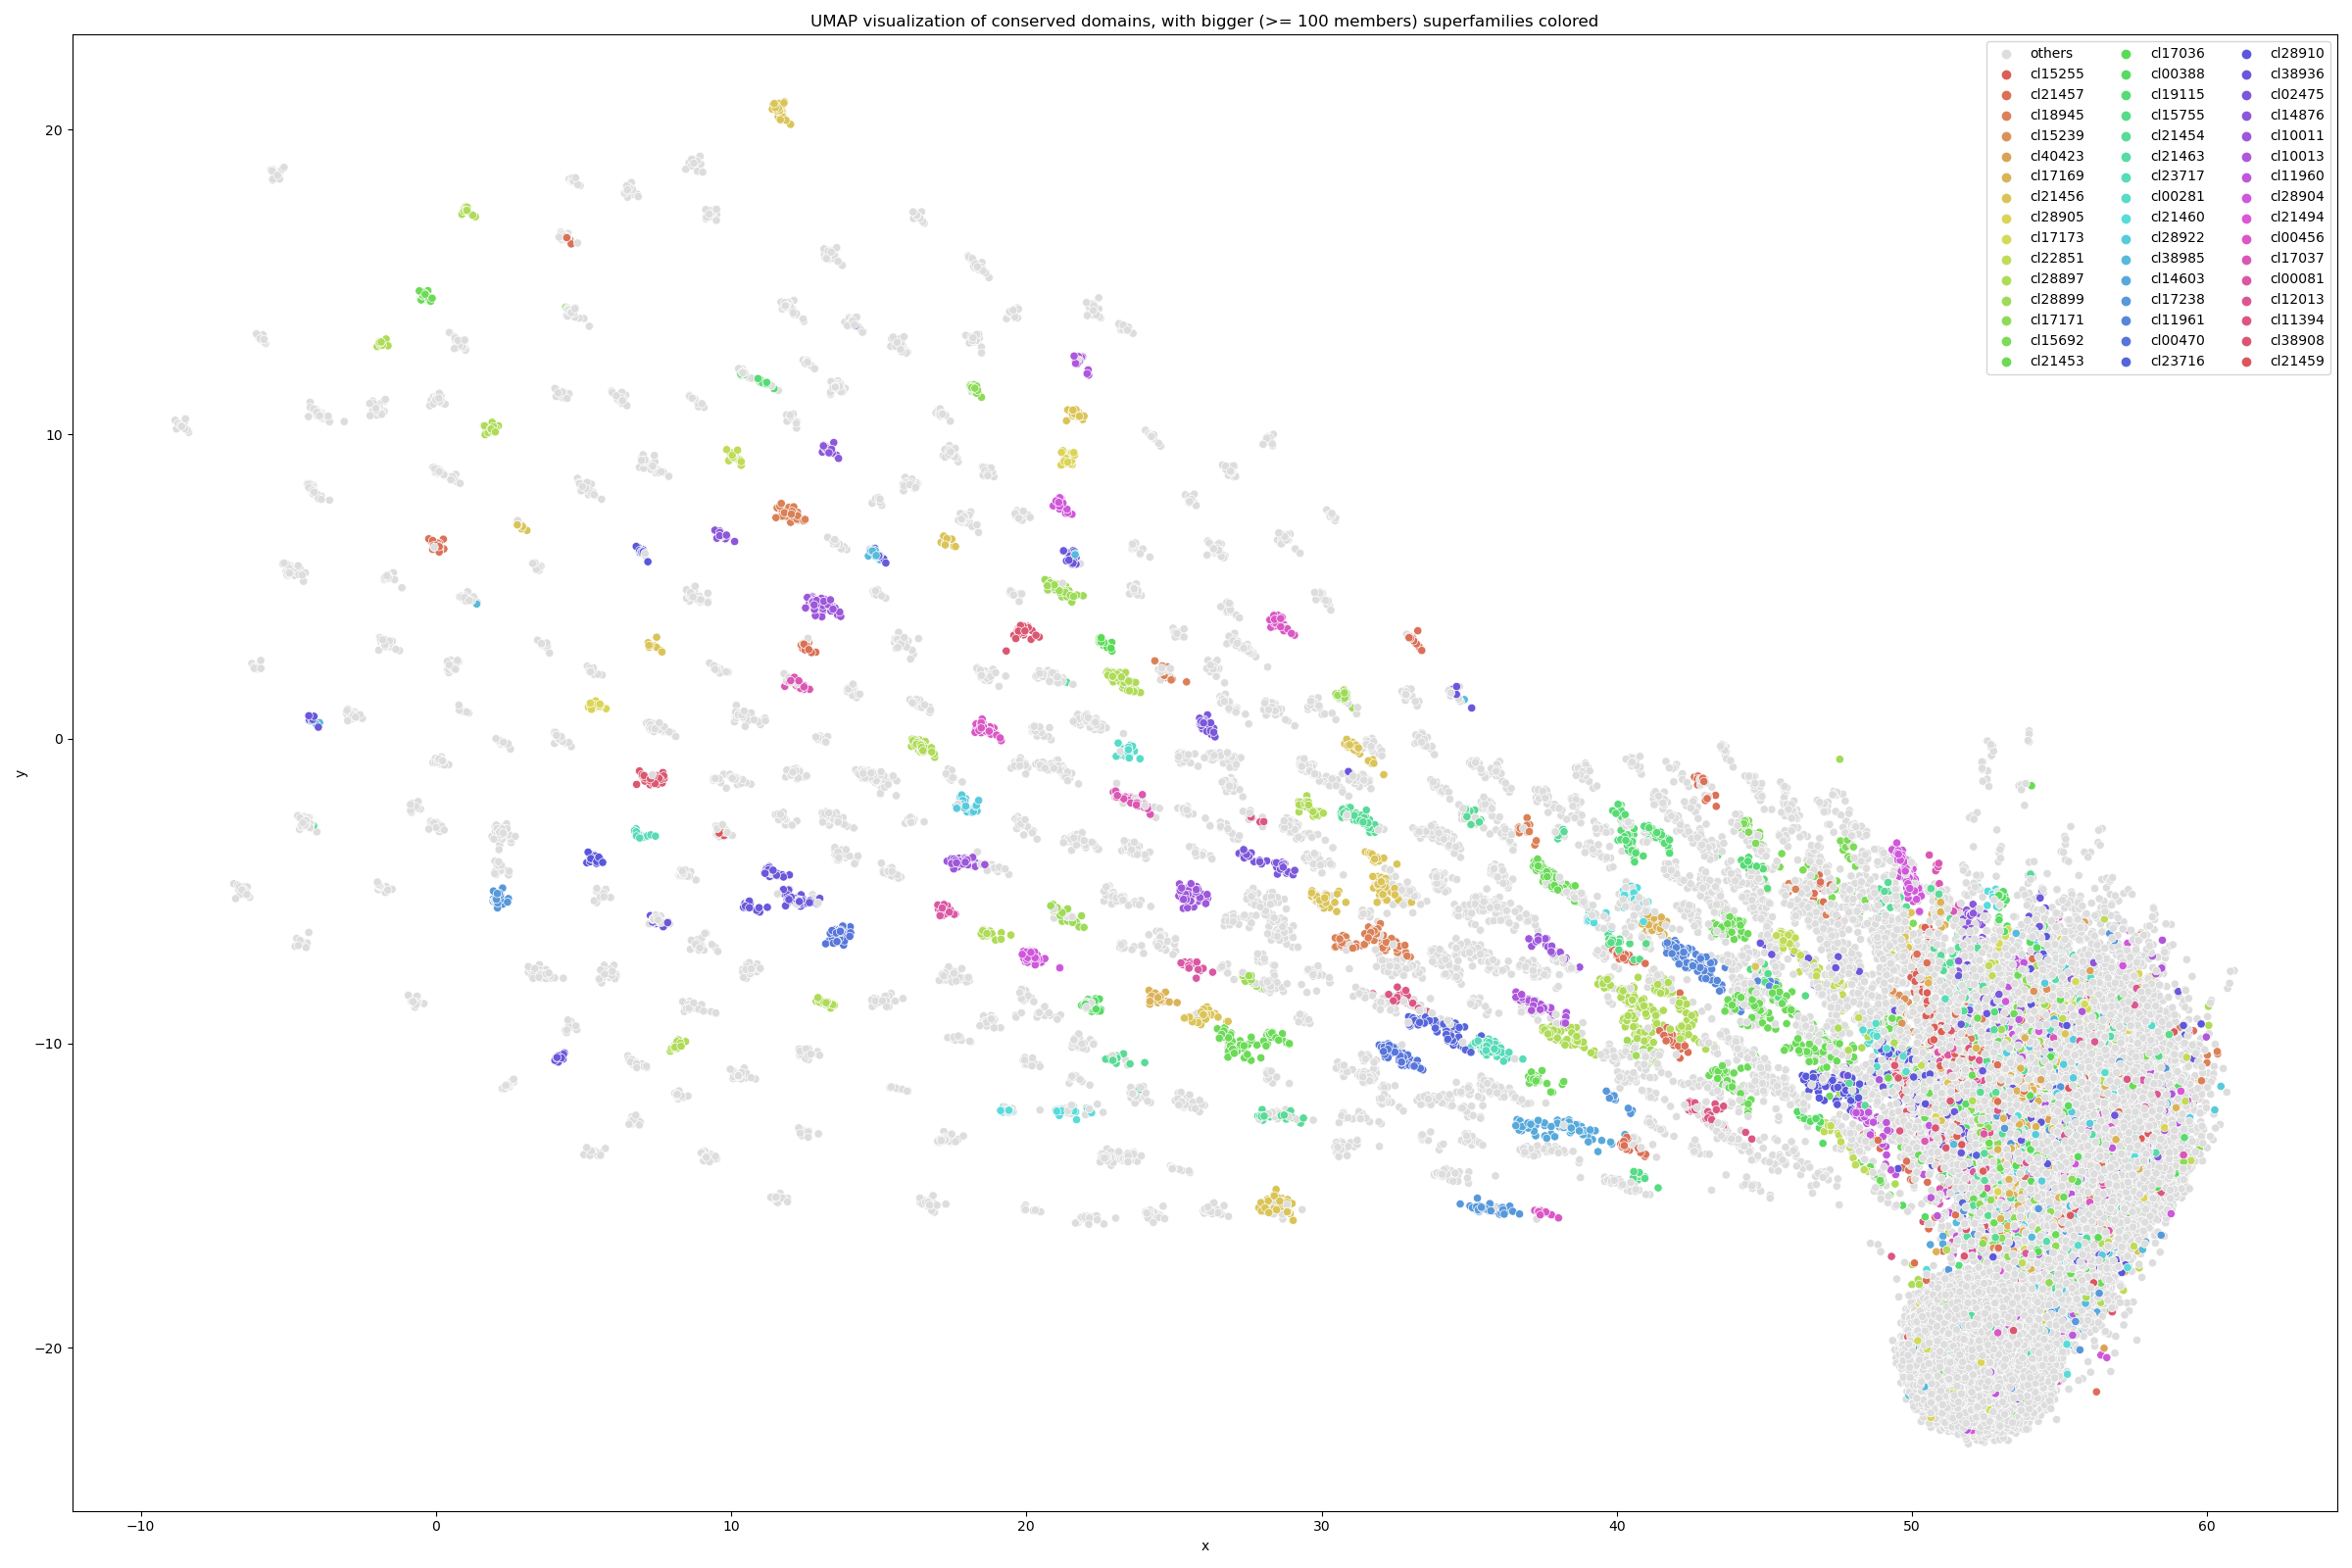 UMAP visualization of conserved domains, with bigger (>= 100 members) superfamilies colored
others
cl15255
cl21457
cl18945
cl15239
cl40423
cl17169
cl21456
cl28905
cl17173
cl22851
cl28897
cl28899
cl17171
cl15692
cl21453
cl17036
cl00388
cl19115
cl15755
cl21454
cl21463
cl23717
cl00281
cl21460
cl28922
cl38985
cl14603
cl17238
cl11961
cl00470
cl23716
cl28910
cl38936
cl02475
cl14876
cl10011
cl10013
cl11960
cl28904
cl21494
cl00456
cl17037
cl00081
cl12013
cl11394
cl38908
cl21459
20
10
0
−10
−20
y
−10
0
10
20
30
40
50
60
x